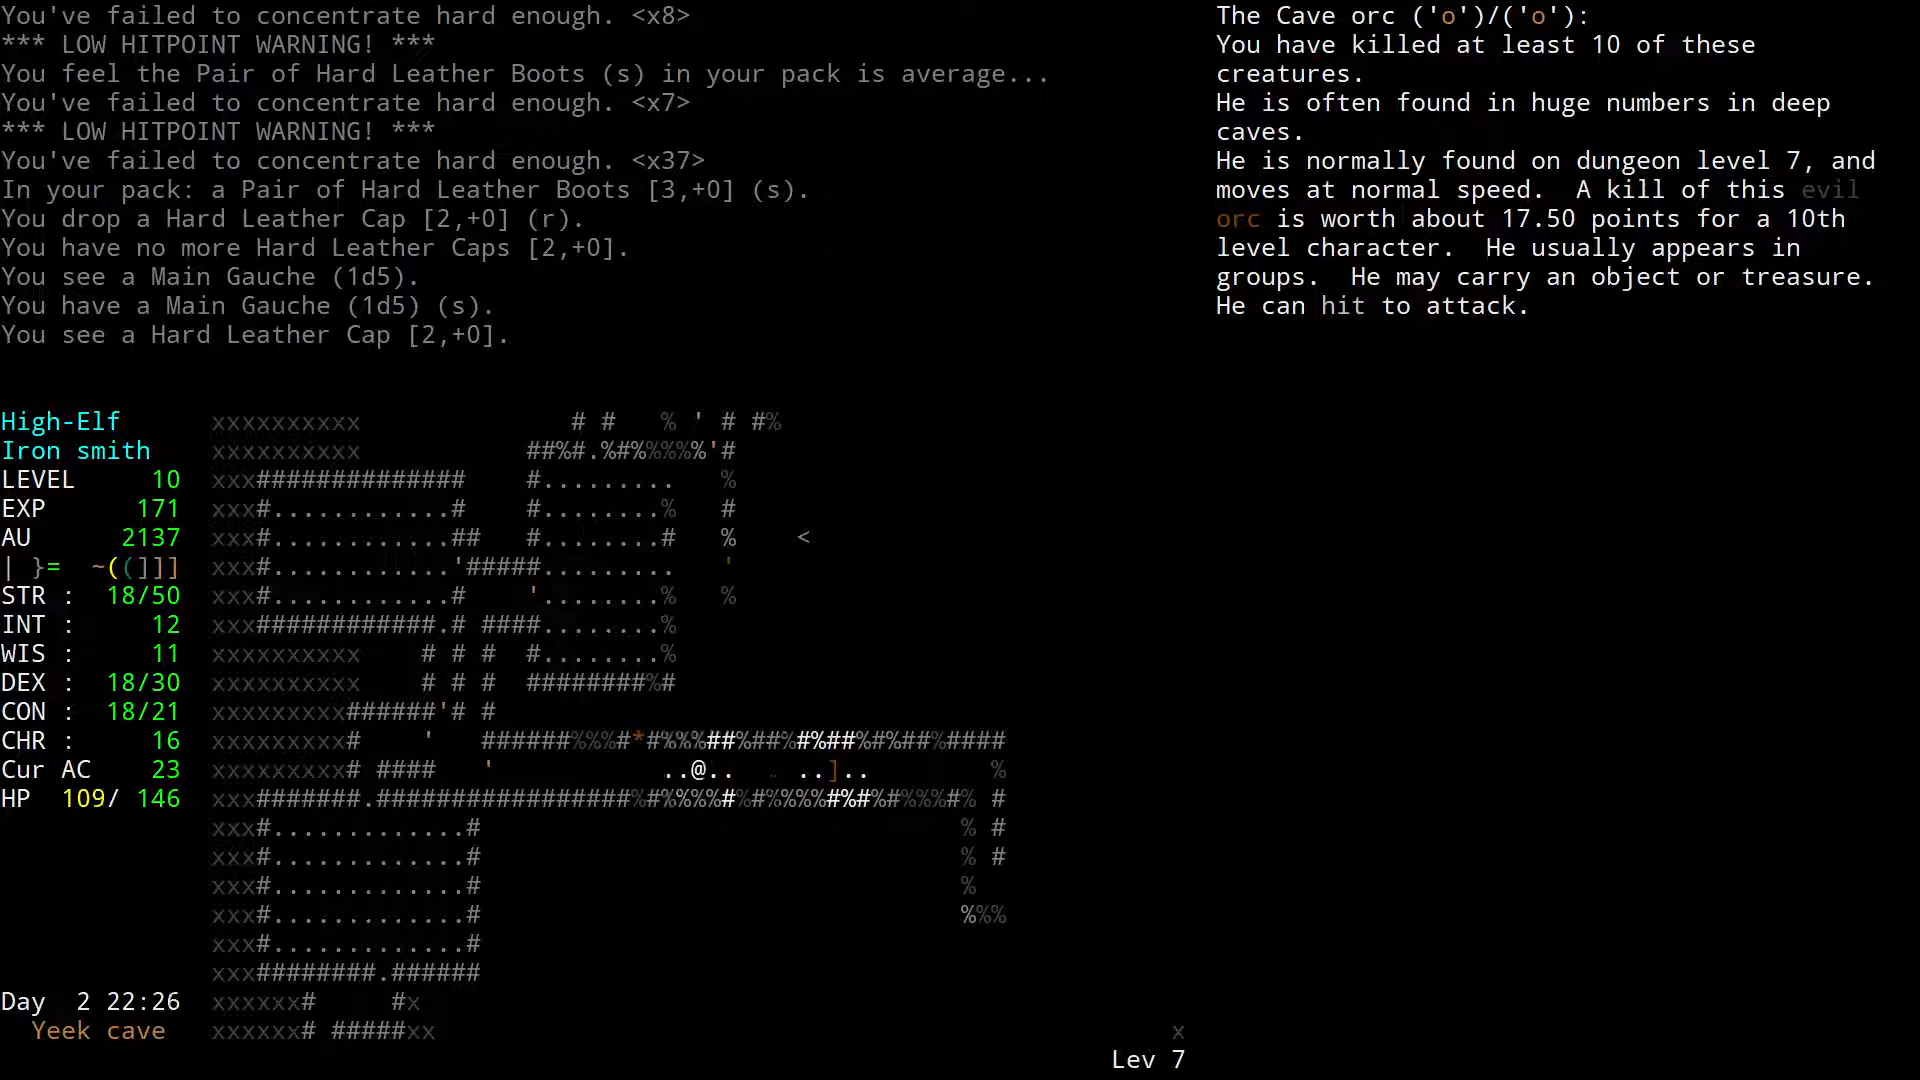 You've failed to concentrate hard enough. <x8>
*** LOW HITPOINT WARNING! ***
You feel the Pair of Hard Leather Boots (s) in your pack is average...
You've failed to concentrate hard enough. <x7>
*** LOW HITPOINT WARNING! ***
You've failed to concentrate hard enough. <x37>
In your pack: a Pair of Hard Leather Boots [3,+0] (s).
You drop a Hard Leather Cap [2,+0] (r).
You have no more Hard Leather Caps [2,+0].
You see a Main Gauche (1d5).
You have a Main Gauche (1d5) (s).
You see a Hard Leather Cap [2,+0].
The Cave orc ('o')/('o'):
You have killed at least 10 of these
creatures.
He is often found in huge numbers in deep
caves.
He is normally found on dungeon level 7, and
moves at normal speed.  A kill of this evil
orc is worth about 17.50 points for a 10th
level character.  He usually appears in
groups.  He may carry an object or treasure.
He can hit to attack.
High-Elf
Iron smith
LEVEL 10
EXP 171
AU 2137
| }= ~((]]]
STR : 18/50
INT : 12
WIS : 11
DEX : 18/30
CON : 18/21
CHR : 16
Cur AC 23
HP 109/ 146
Day 2 22:26
Yeek cave
Lev 7